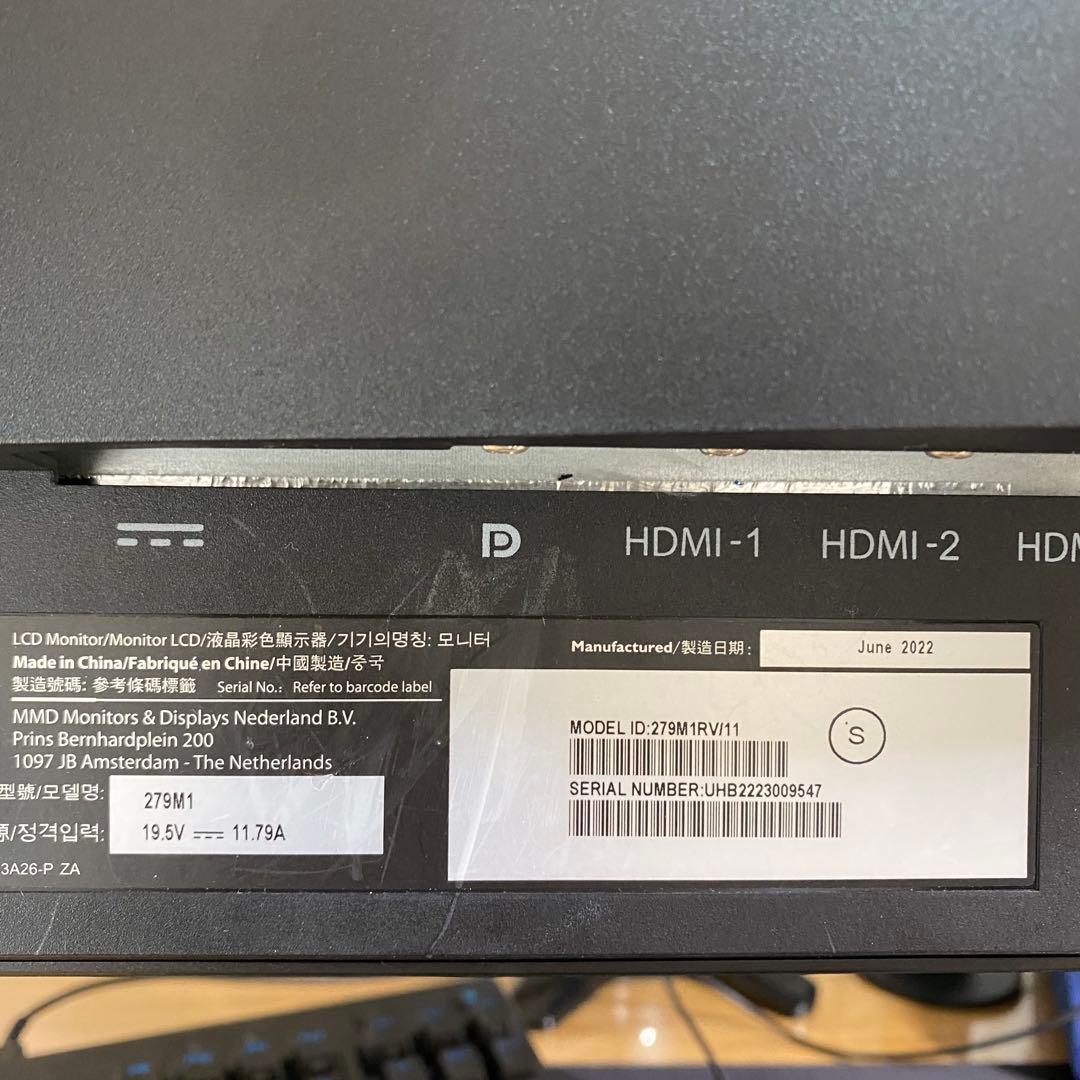 HDMI-1
HDMI-2
HDM
LCD Monitor/Monitor LCD/液晶彩色顯示器/기기의명칭: 모니터
Made in China/Fabriqué en Chine/中國製造/중국
製造號碼: 參考條碼標籤 Serial No.: Refer to barcode label
MMD Monitors & Displays Nederland B.V.
Prins Bernhardplein 200
1097 JB Amsterdam - The Netherlands
型號/모델명:
279M1
/정격입력:
19.5V ⎓ 11.79A
3A26-P ZA
Manufactured/製造日期:
June 2022
MODEL ID:279M1RV/11
S
SERIAL NUMBER:UHB2223009547